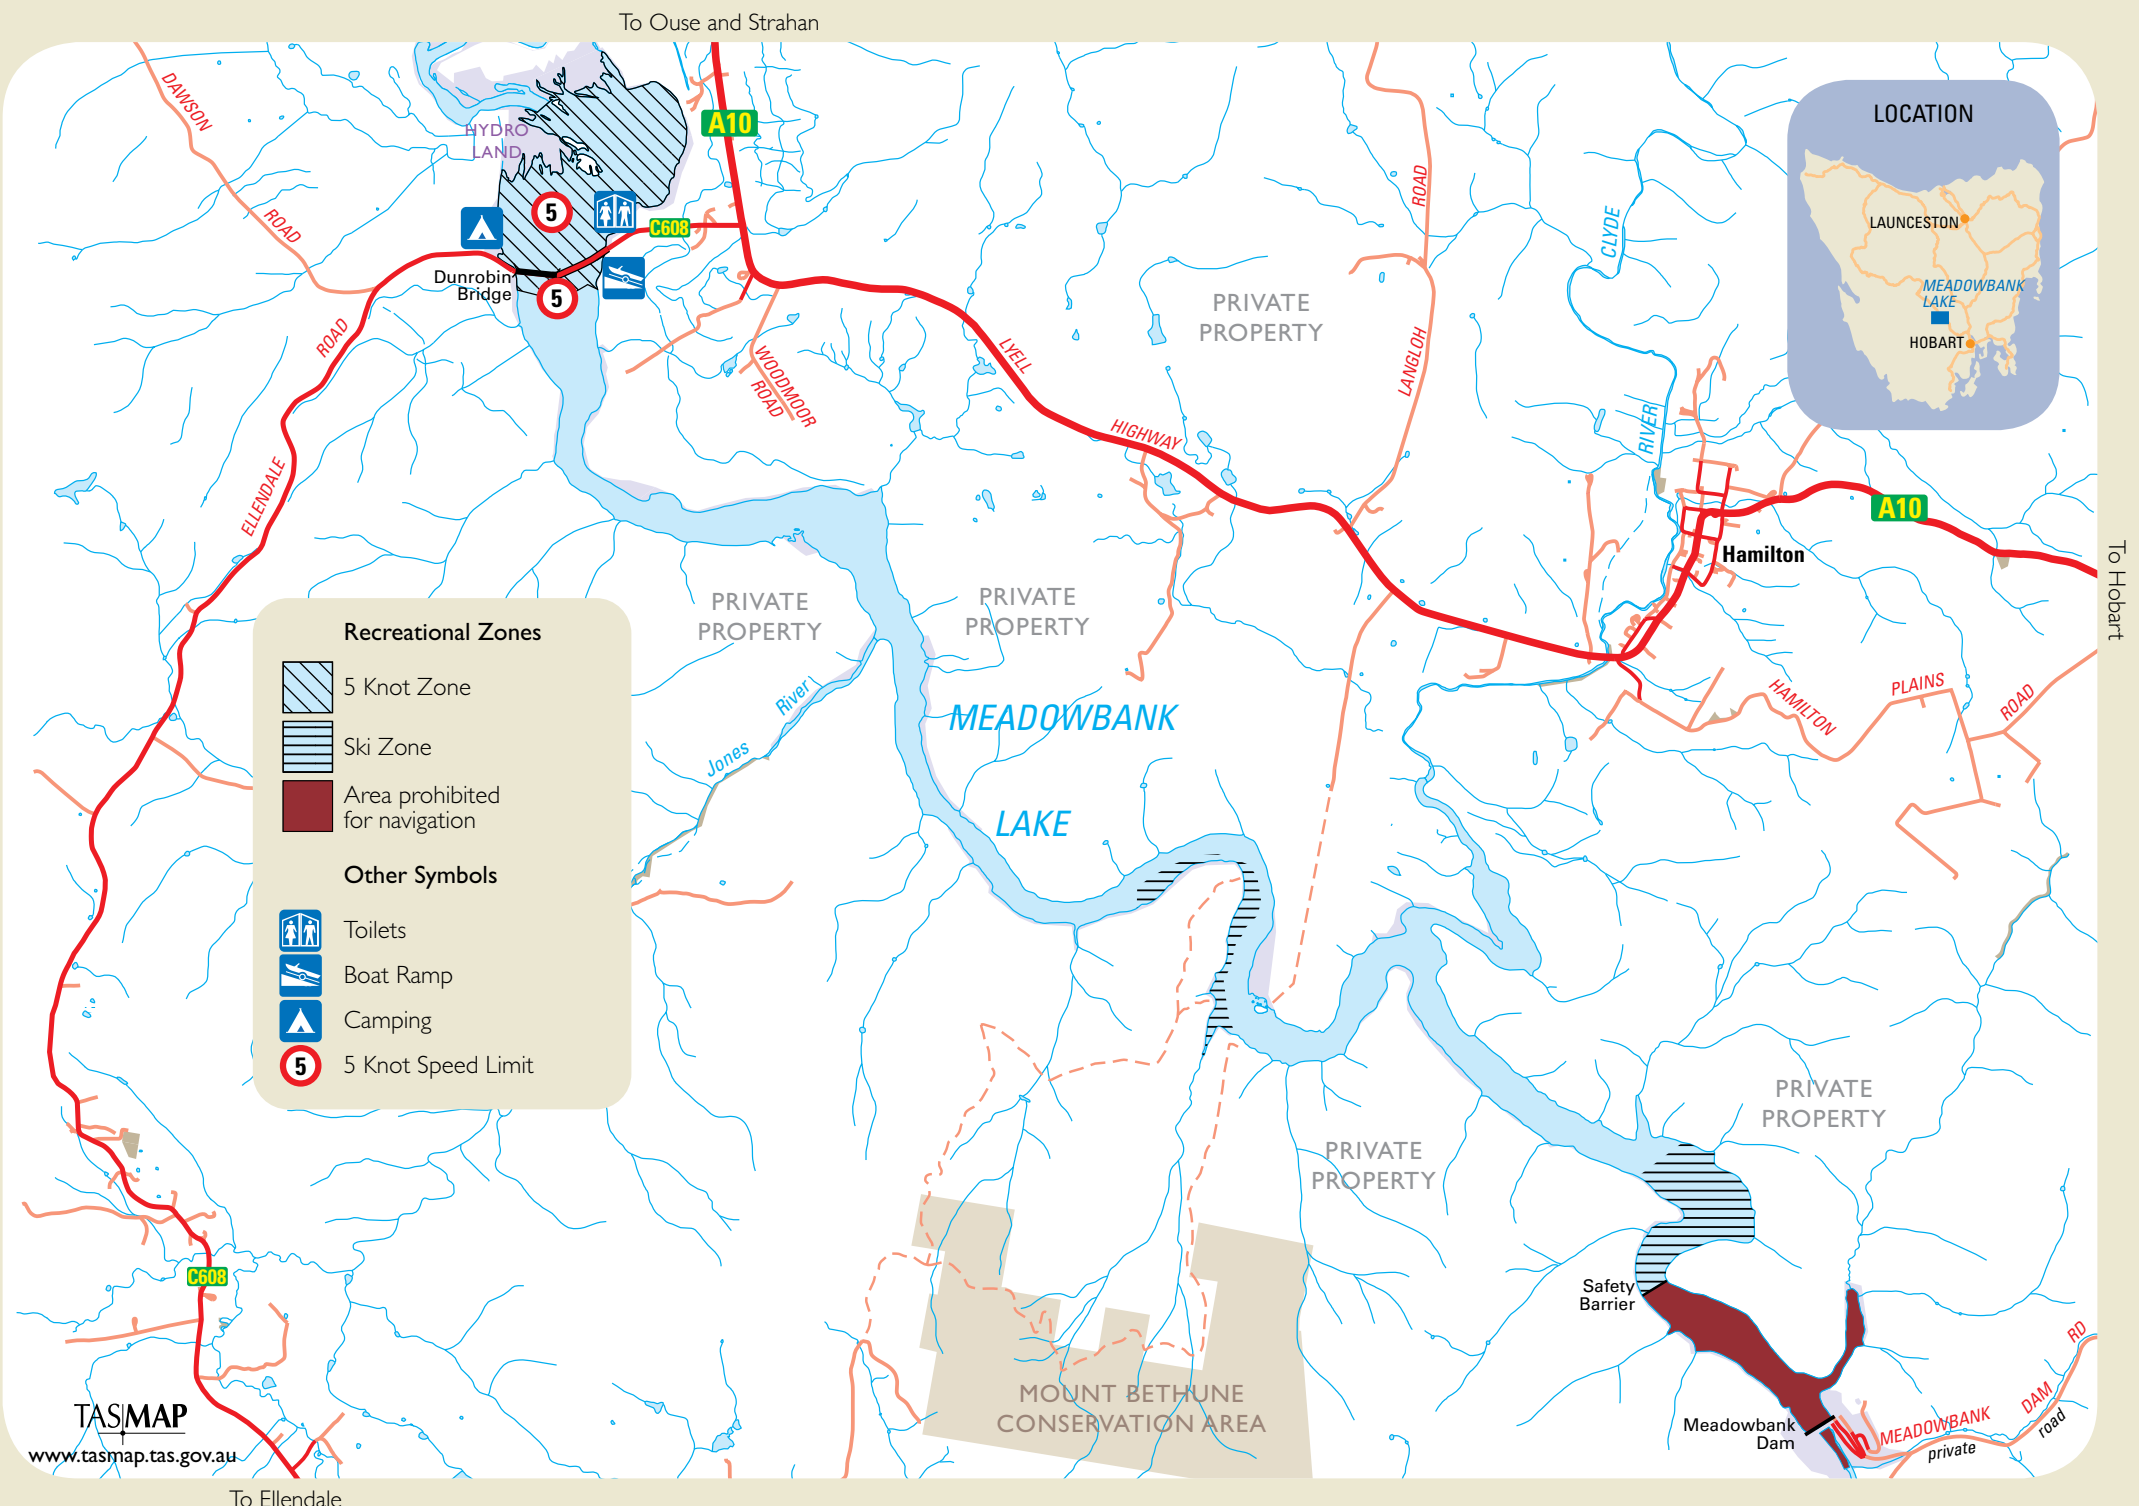 To Ouse and Strahan
DAWSON
ROAD
HYDRO
LAND
A10
5
C608
Dunrobin
Bridge
5
ROAD
ELLENDALE
WOODMOOR
ROAD
LYELL
HIGHWAY
PRIVATE
PROPERTY
ROAD
LANGLOH
CLYDE
RIVER
LOCATION
LAUNCESTON
MEADOWBANK
LAKE
HOBART
A10
Hamilton
To Hobart
PRIVATE
PROPERTY
PRIVATE
PROPERTY
Jones
River
MEADOWBANK
LAKE
HAMILTON
PLAINS
ROAD
Recreational Zones
5 Knot Zone
Ski Zone
Area prohibited
for navigation
Other Symbols
Toilets
Boat Ramp
Camping
5
5 Knot Speed Limit
PRIVATE
PROPERTY
PRIVATE
PROPERTY
C608
Safety
Barrier
MOUNT BETHUNE
CONSERVATION AREA
Meadowbank
Dam
MEADOWBANK
DAM
RD
private
road
TASMAP
www.tasmap.tas.gov.au
To Ellendale